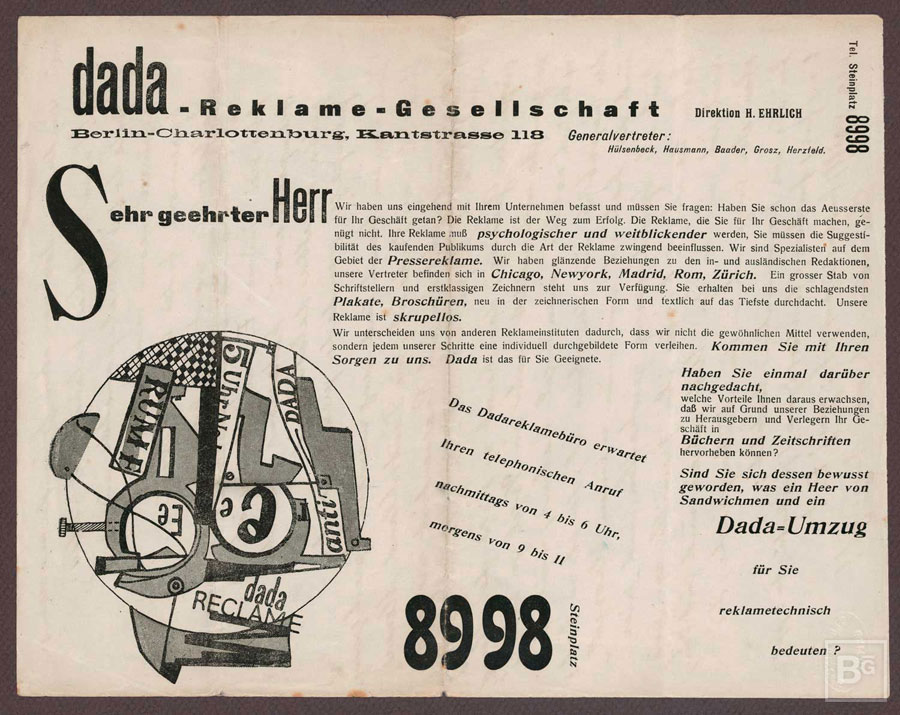 dada-Reklame-Gesellschaft
Direktion H. EHRLICH
Tel. Steinplatz 8998
Berlin-Charlottenburg, Kantstrasse 118
Generalvertreter:
Hülsenbeck, Hausmann, Baader, Grosz, Herzfeld.
Sehr geehrter Herr
Wir haben uns eingehend mit Ihrem Unternehmen befasst und müssen Sie fragen: Haben Sie schon das Aeusserste
für Ihr Geschäft getan? Die Reklame ist der Weg zum Erfolg. Die Reklame, die Sie für Ihr Geschäft machen, ge-
nügt nicht. Ihre Reklame muß psychologischer und weitblickender werden, Sie müssen die Suggesti-
bilität des kaufenden Publikums durch die Art der Reklame zwingend beeinflussen. Wir sind Spezialisten auf dem
Gebiet der Pressereklame. Wir haben glänzende Beziehungen zu den in- und ausländischen Redaktionen,
unsere Vertreter befinden sich in Chicago, Newyork, Madrid, Rom, Zürich. Ein grosser Stab von
Schriftstellern und erstklassigen Zeichnern steht uns zur Verfügung. Sie erhalten bei uns die schlagendsten
Plakate, Broschüren, neu in der zeichnerischen Form und textlich auf das Tiefste durchdacht. Unsere
Reklame ist skrupellos.
Wir unterscheiden uns von anderen Reklameinstituten dadurch, dass wir nicht die gewöhnlichen Mittel verwenden,
sondern jedem unserer Schritte eine individuell durchgebildete Form verleihen. Kommen Sie mit Ihren
Sorgen zu uns. Dada ist das für Sie Geeignete.
Haben Sie einmal darüber
nachgedacht,
welche Vorteile Ihnen daraus erwachsen,
daß wir auf Grund unserer Beziehungen
zu Herausgebern und Verlegern Ihr Ge-
schäft in
Büchern und Zeitschriften
hervorheben können?
Sind Sie sich dessen bewusst
geworden, was ein Heer von
Sandwichmen und ein
Dada=Umzug
für Sie
reklametechnisch
bedeuten?
Das Dadareklamebüro erwartet
Ihren telephonischen Anruf
nachmittags von 4 bis 6 Uhr,
morgens von 9 bis 11
8998
Steinplatz
RUM
5 Uhr
DADA
Ee
e
anti
dada
RECLAME
BG